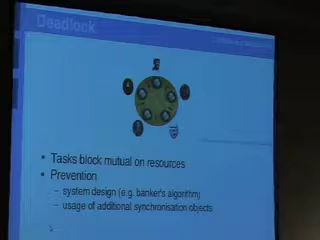 Deadlock
• Tasks block mutual on resources
• Prevention
– system design (e.g. banker's algorithm)
– usage of additional synchronisation objects